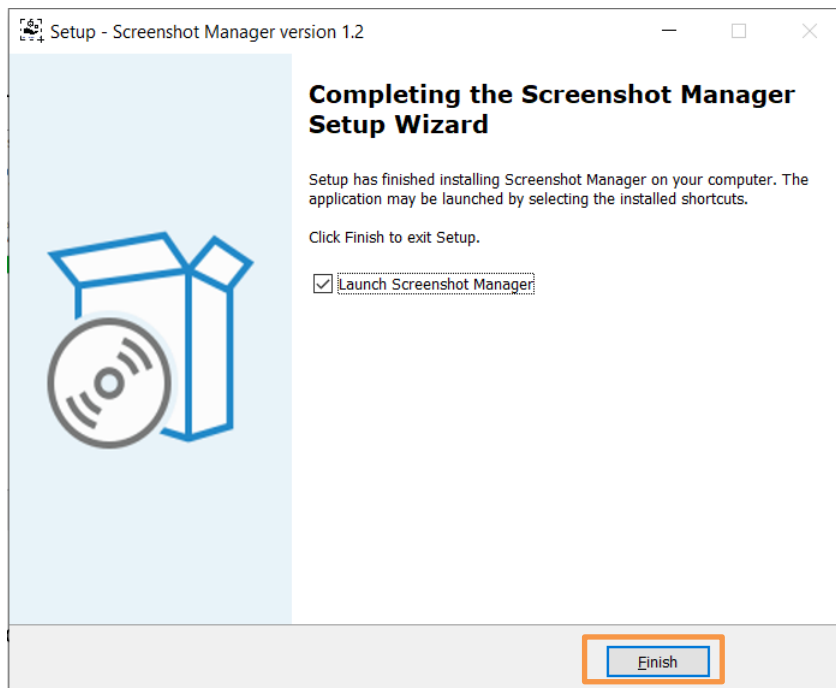 Setup - Screenshot Manager version 1.2
Completing the Screenshot Manager
Setup Wizard
Setup has finished installing Screenshot Manager on your computer. The
application may be launched by selecting the installed shortcuts.
Click Finish to exit Setup.
Launch Screenshot Manager
Finish